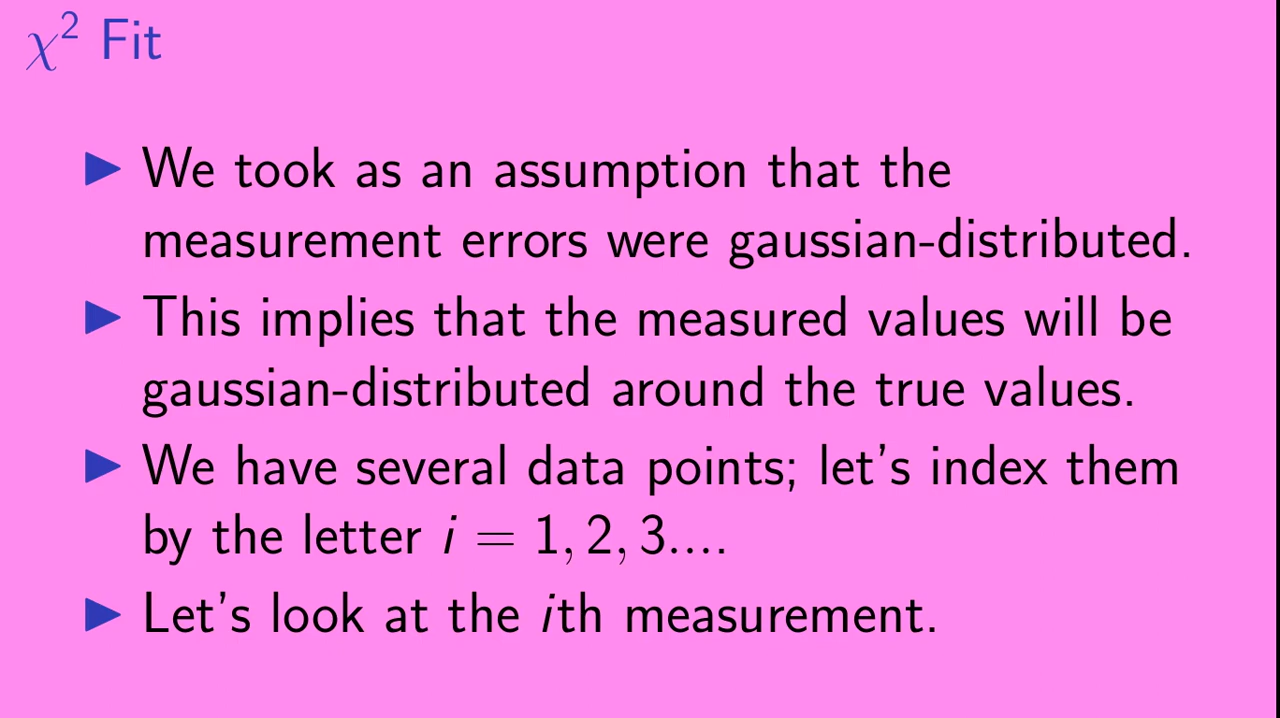 χ² Fit
▶ We took as an assumption that the
measurement errors were gaussian-distributed.
▶ This implies that the measured values will be
gaussian-distributed around the true values.
▶ We have several data points; let's index them
by the letter i = 1, 2, 3....
▶ Let's look at the ith measurement.